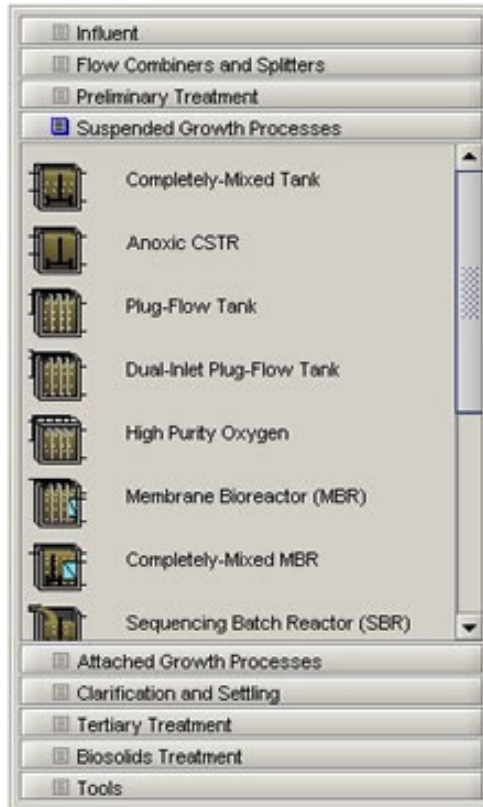 Influent
Flow Combiners and Splitters
Preliminary Treatment
Suspended Growth Processes
Completely-Mixed Tank
Anoxic CSTR
Plug-Flow Tank
Dual-Inlet Plug-Flow Tank
High Purity Oxygen
Membrane Bioreactor (MBR)
Completely-Mixed MBR
Sequencing Batch Reactor (SBR)
Attached Growth Processes
Clarification and Settling
Tertiary Treatment
Biosolids Treatment
Tools